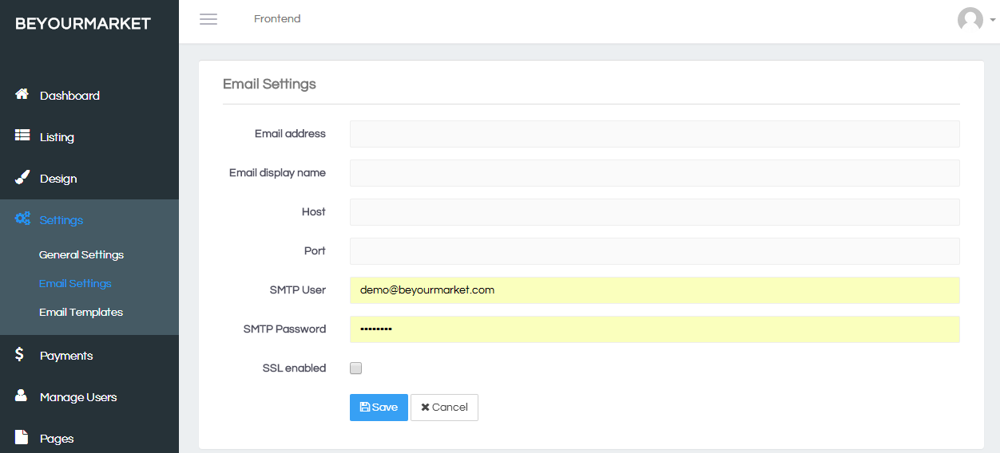 BEYOURMARKET
Frontend
Dashboard
Listing
Design
Settings
General Settings
Email Settings
Email Templates
Payments
Manage Users
Pages
Email Settings
Email address
Email display name
Host
Port
SMTP User demo@beyourmarket.com
SMTP Password ••••••••
SSL enabled
Save Cancel